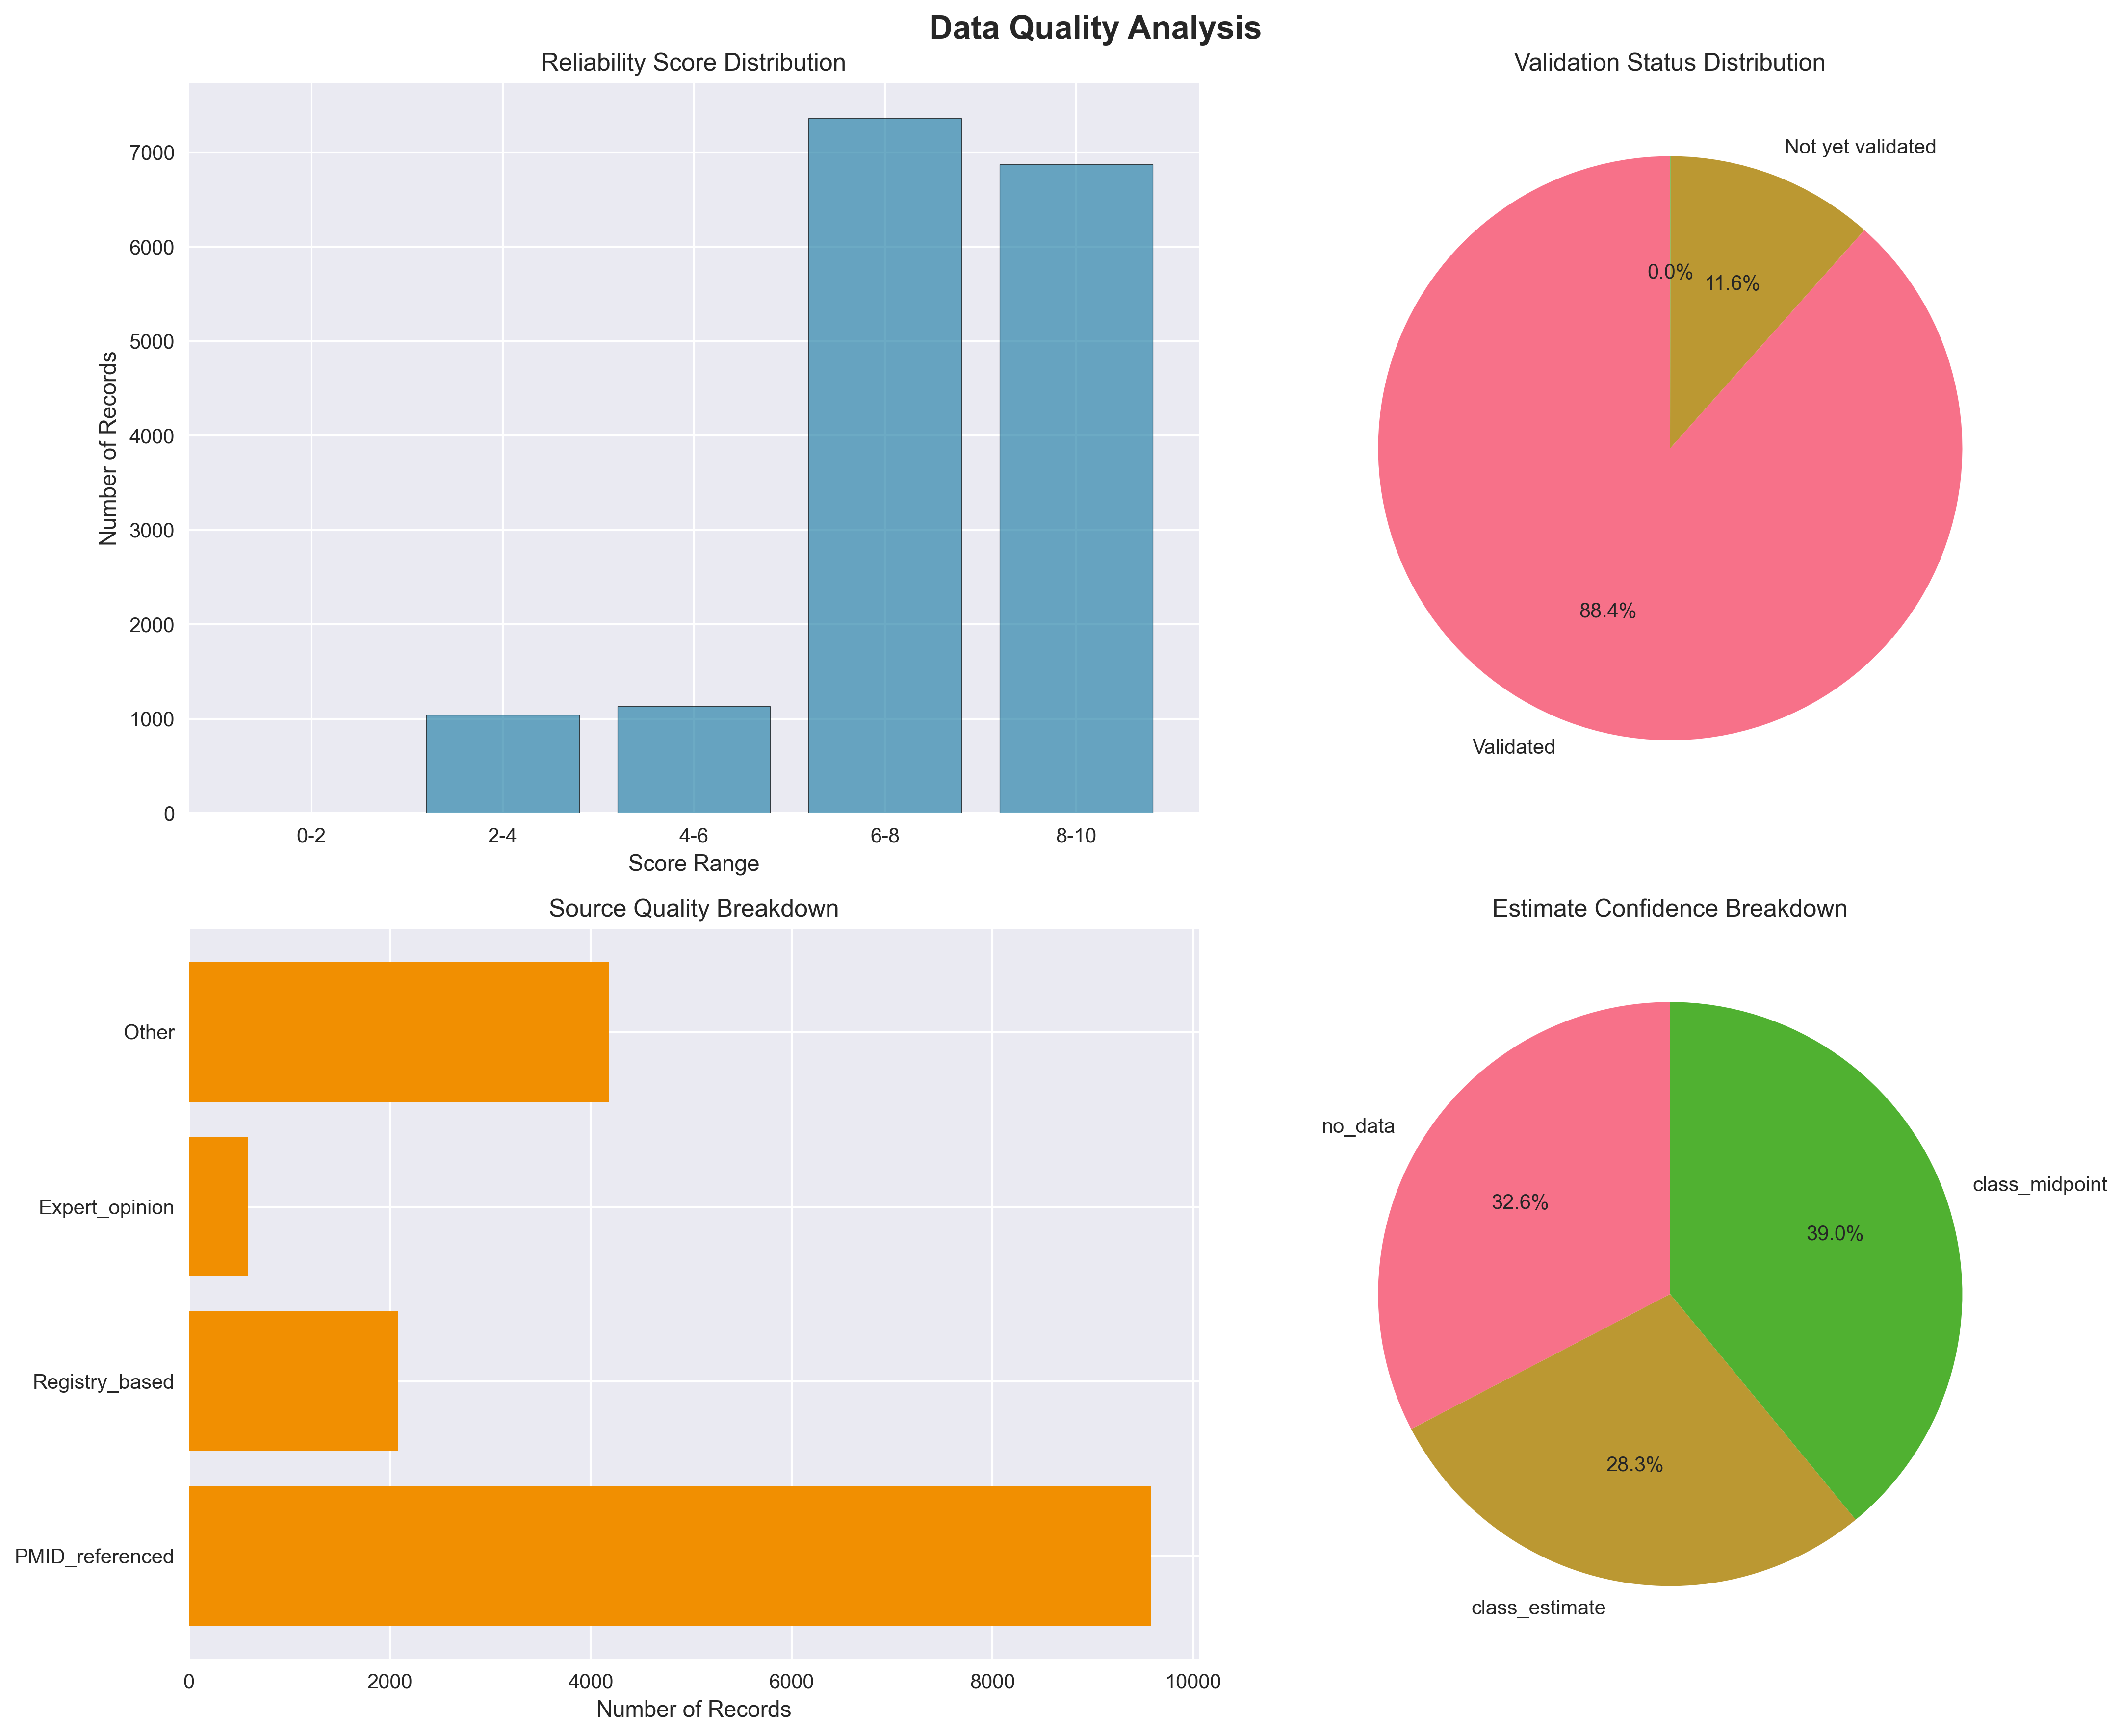 Data Quality Analysis
Reliability Score Distribution
7000
6000
5000
4000
3000
2000
1000
0
Number of Records
0-2
2-4
4-6
6-8
8-10
Score Range
Validation Status Distribution
Not yet validated
0.0%
11.6%
88.4%
Validated
Source Quality Breakdown
Other
Expert_opinion
Registry_based
PMID_referenced
0
2000
4000
6000
8000
10000
Number of Records
Estimate Confidence Breakdown
no_data
class_midpoint
32.6%
39.0%
28.3%
class_estimate